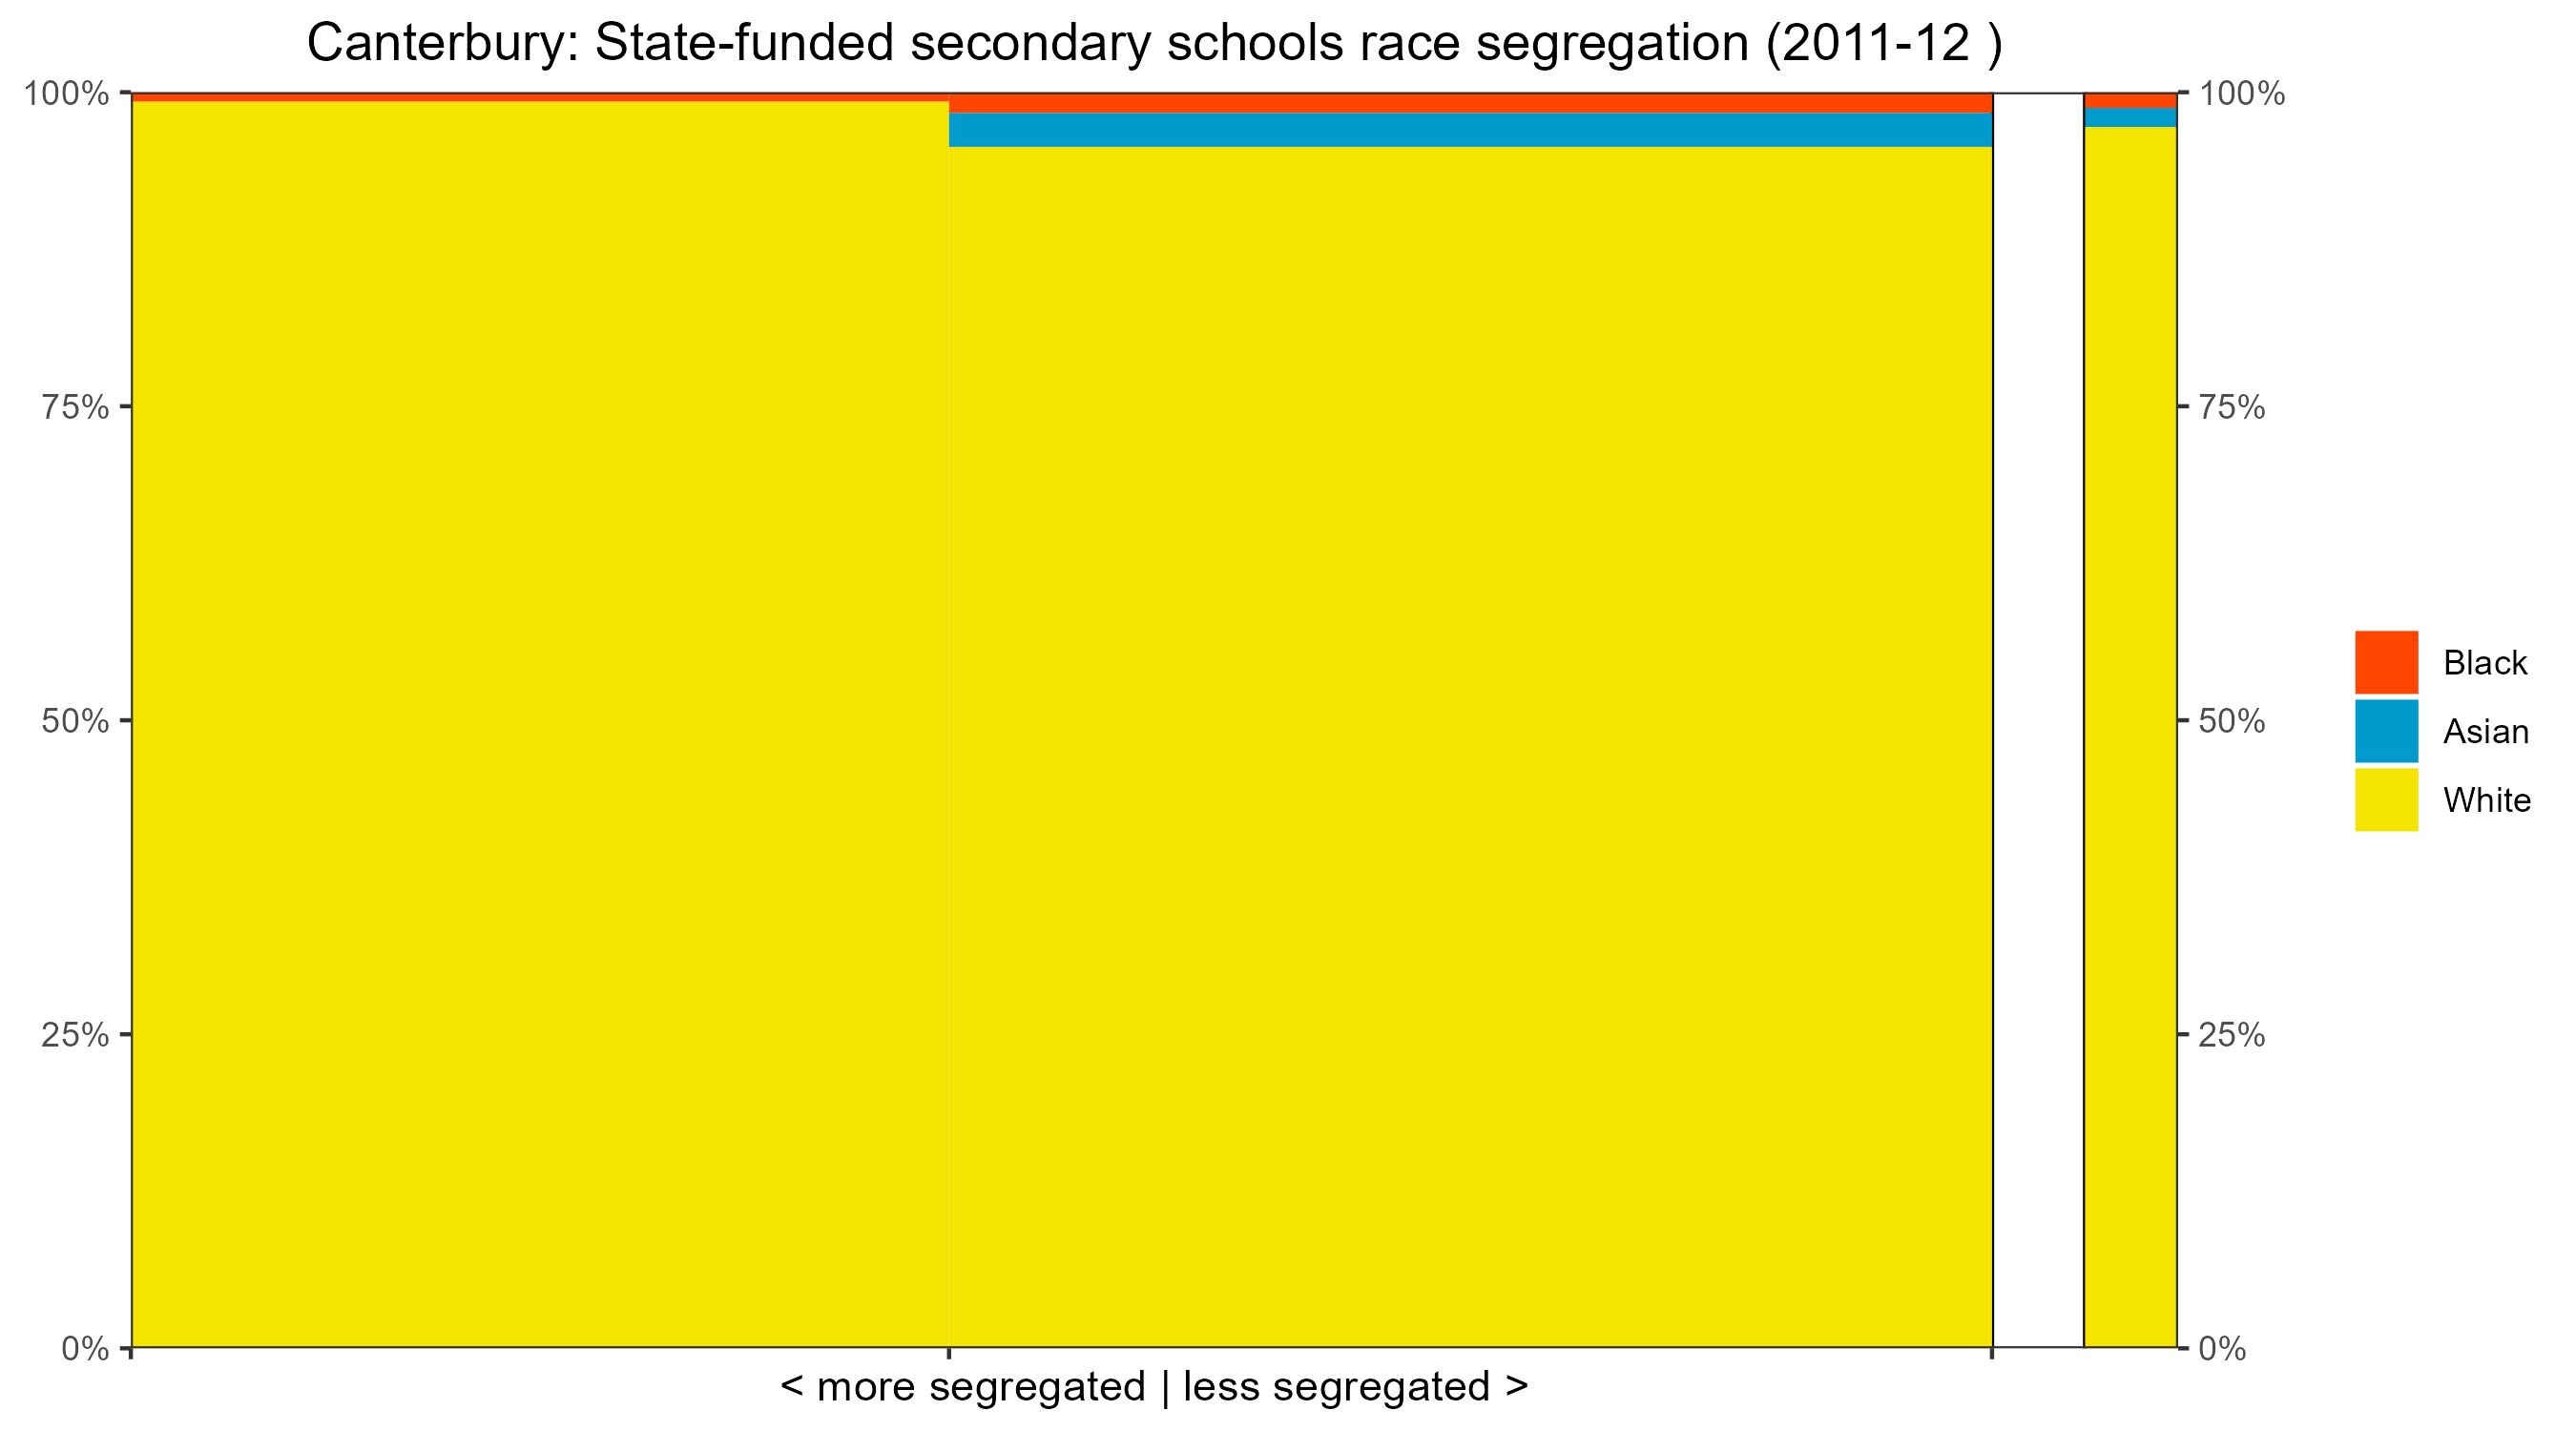 Canterbury: State-funded secondary schools race segregation (2011-12 )
100%
75%
50%
25%
0%
100%
75%
50%
25%
0%
Black
Asian
White
< more segregated | less segregated >